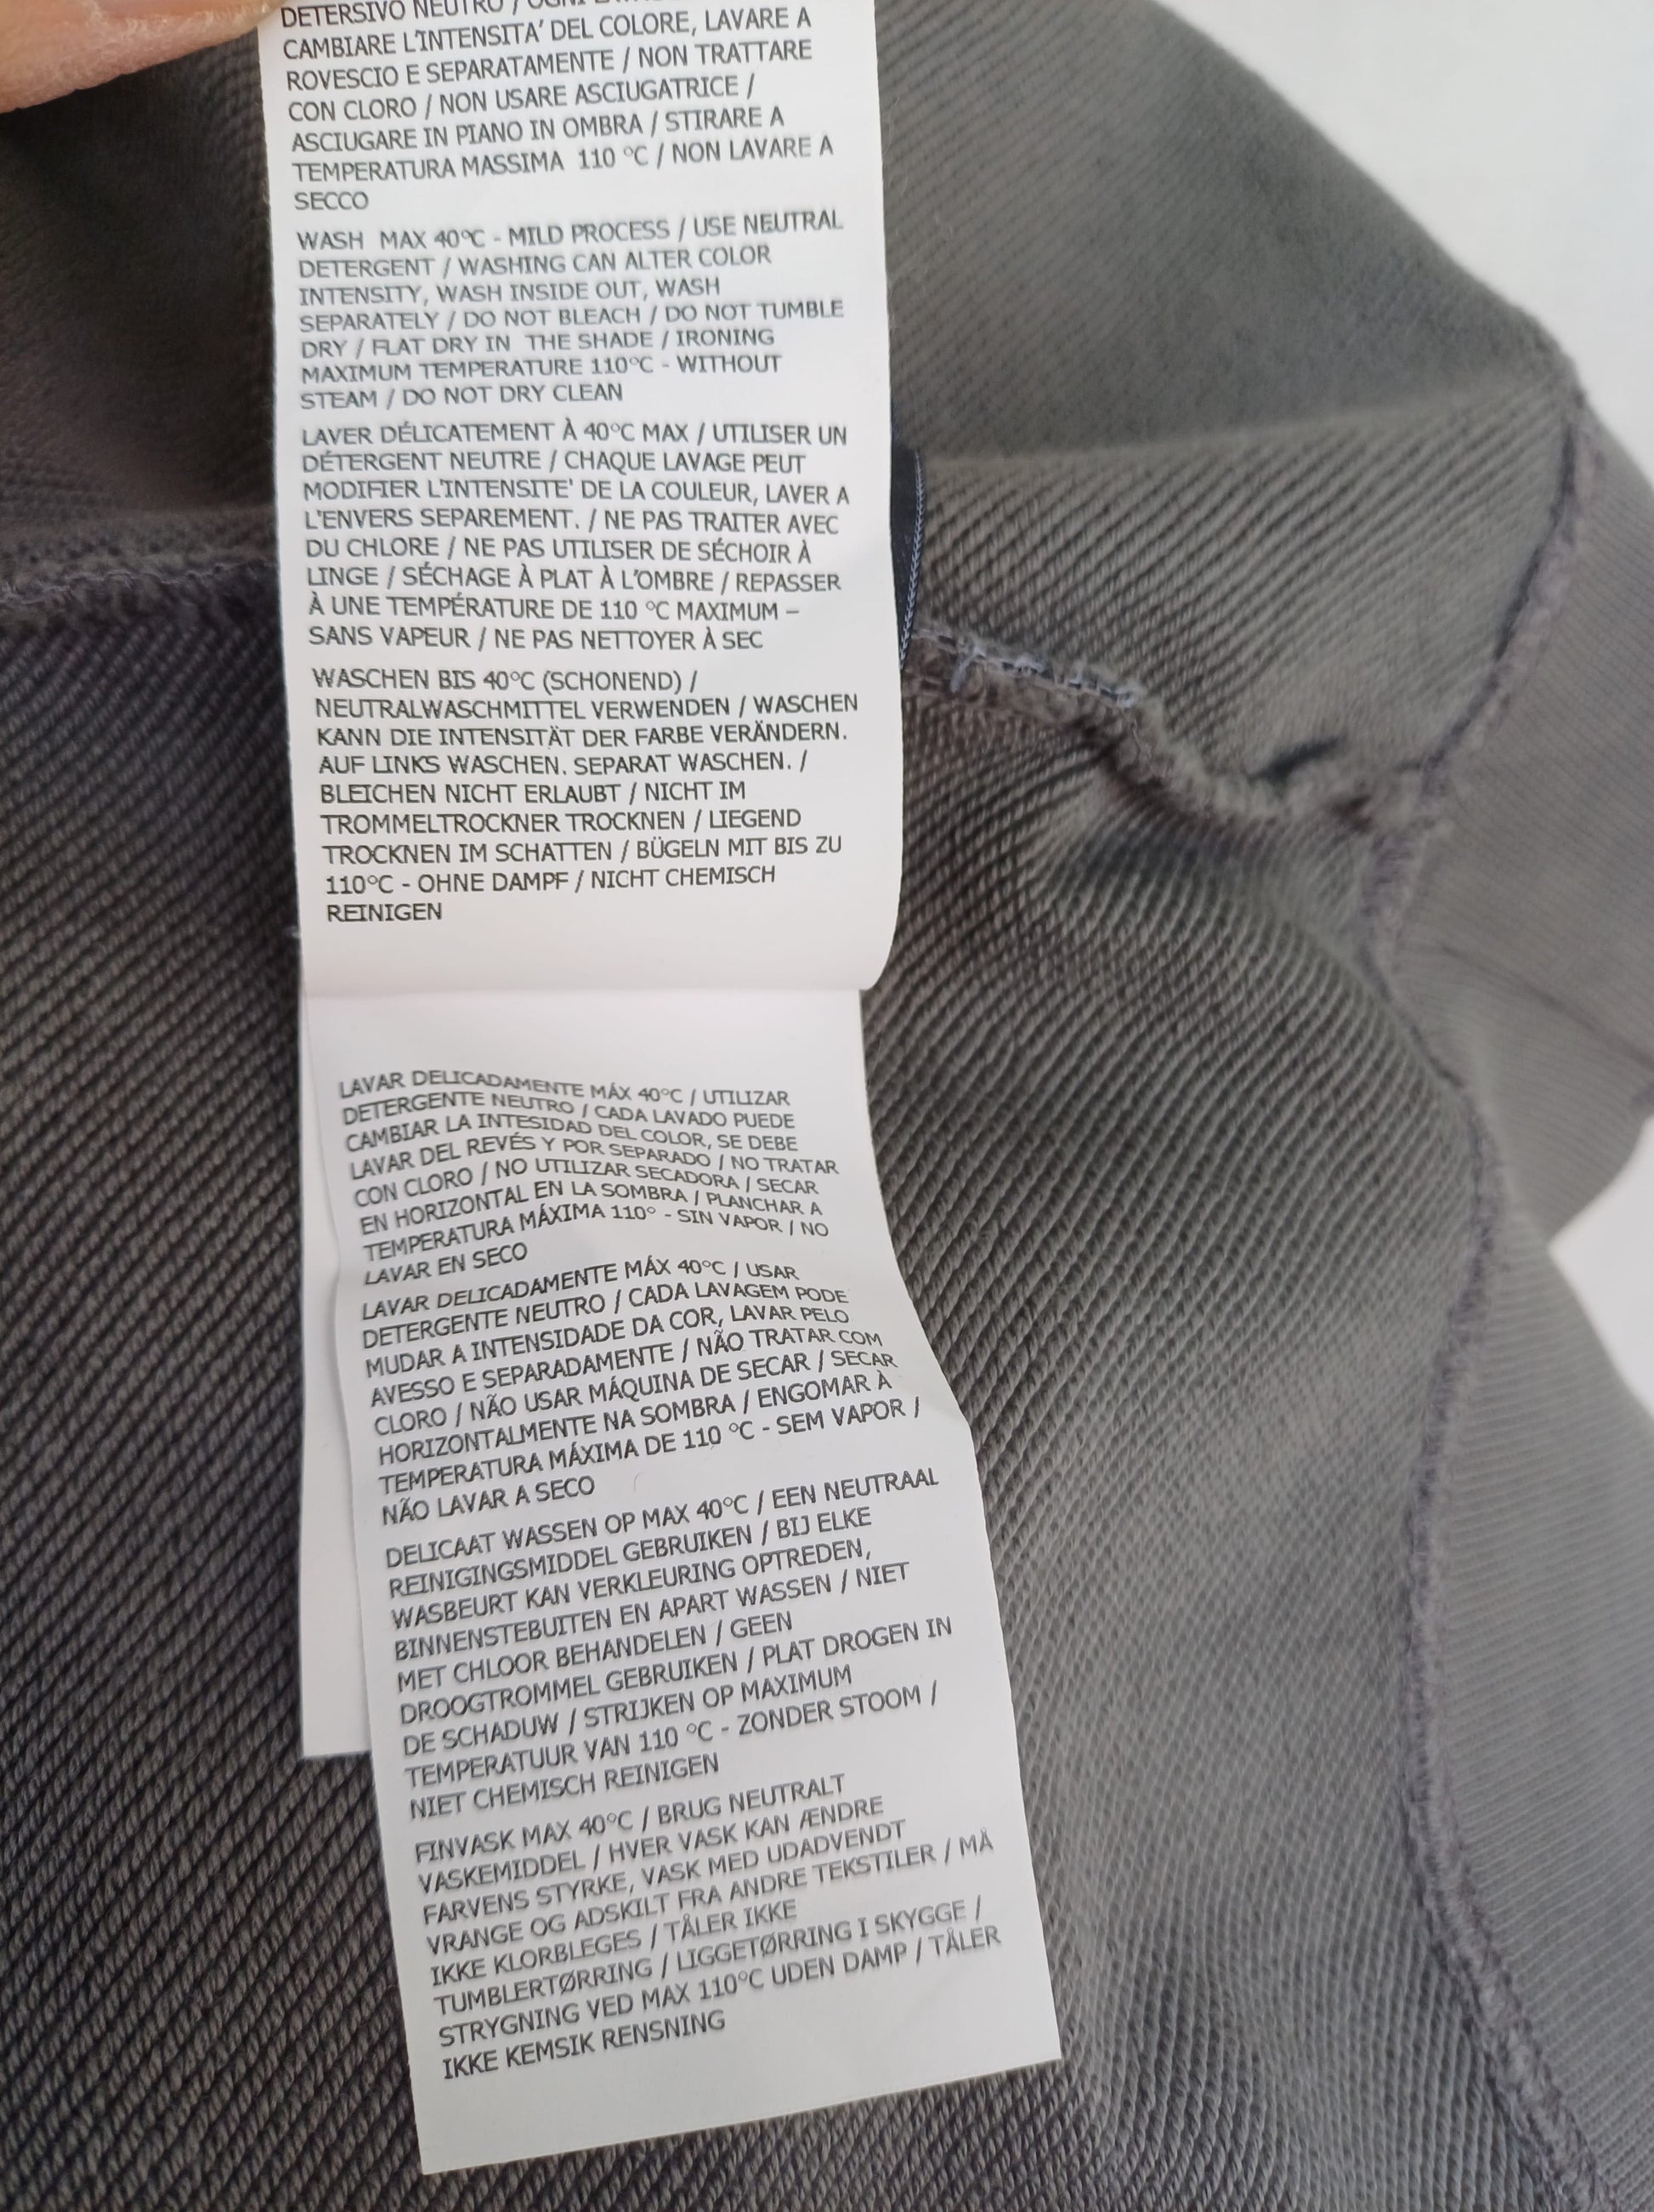 DETERSIVO NEUTRO / OGNI
CAMBIARE L'INTENSITA' DEL COLORE, LAVARE A
ROVESCIO E SEPARATAMENTE / NON TRATTARE
CON CLORO / NON USARE ASCIUGATRICE /
ASCIUGARE IN PIANO IN OMBRA / STIRARE A
TEMPERATURA MASSIMA 110 °C / NON LAVARE A
SECCO
WASH MAX 40°C - MILD PROCESS / USE NEUTRAL
DETERGENT / WASHING CAN ALTER COLOR
INTENSITY, WASH INSIDE OUT, WASH
SEPARATELY / DO NOT BLEACH / DO NOT TUMBLE
DRY / FLAT DRY IN THE SHADE / IRONING
MAXIMUM TEMPERATURE 110°C - WITHOUT
STEAM / DO NOT DRY CLEAN
LAVER DÉLICATEMENT À 40°C MAX / UTILISER UN
DÉTERGENT NEUTRE / CHAQUE LAVAGE PEUT
MODIFIER L'INTENSITE' DE LA COULEUR, LAVER A
L'ENVERS SEPAREMENT. / NE PAS TRAITER AVEC
DU CHLORE / NE PAS UTILISER DE SÉCHOIR À
LINGE / SÉCHAGE À PLAT À L'OMBRE / REPASSER
À UNE TEMPÉRATURE DE 110 °C MAXIMUM –
SANS VAPEUR / NE PAS NETTOYER À SEC
WASCHEN BIS 40°C (SCHONEND) /
NEUTRALWASCHMITTEL VERWENDEN / WASCHEN
KANN DIE INTENSITÄT DER FARBE VERÄNDERN.
AUF LINKS WASCHEN. SEPARAT WASCHEN. /
BLEICHEN NICHT ERLAUBT / NICHT IM
TROMMELTROCKNER TROCKNEN / LIEGEND
TROCKNEN IM SCHATTEN / BÜGELN MIT BIS ZU
110°C - OHNE DAMPF / NICHT CHEMISCH
REINIGEN
LAVAR DELICADAMENTE MÁX 40°C / UTILIZAR
DETERGENTE NEUTRO / CADA LAVADO PUEDE
CAMBIAR LA INTESIDAD DEL COLOR, SE DEBE
LAVAR DEL REVÉS Y POR SEPARADO / NO TRATAR
CON CLORO / NO UTILIZAR SECADORA / SECAR
EN HORIZONTAL EN LA SOMBRA / PLANCHAR A
TEMPERATURA MÁXIMA 110° - SIN VAPOR / NO
LAVAR EN SECO
LAVAR DELICADAMENTE MÁX 40°C / USAR
DETERGENTE NEUTRO / CADA LAVAGEM PODE
MUDAR A INTENSIDADE DA COR, LAVAR PELO
AVESSO E SEPARADAMENTE / NÃO TRATAR COM
CLORO / NÃO USAR MÁQUINA DE SECAR / SECAR
HORIZONTALMENTE NA SOMBRA / ENGOMAR À
TEMPERATURA MÁXIMA DE 110 °C - SEM VAPOR /
NÃO LAVAR A SECO
DELICAAT WASSEN OP MAX 40°C / EEN NEUTRAAL
REINIGINGSMIDDEL GEBRUIKEN / BIJ ELKE
WASBEURT KAN VERKLEURING OPTREDEN,
BINNENSTEBUITEN EN APART WASSEN / NIET
MET CHLOOR BEHANDELEN / GEEN
DROOGTROMMEL GEBRUIKEN / PLAT DROGEN IN
DE SCHADUW / STRIJKEN OP MAXIMUM
TEMPERATUUR VAN 110 °C - ZONDER STOOM /
NIET CHEMISCH REINIGEN
FINVASK MAX 40°C / BRUG NEUTRALT
VASKEMIDDEL / HVER VASK KAN ÆNDRE
FARVENS STYRKE, VASK MED UDADVENDT
VRANGE OG ADSKILT FRA ANDRE TEKSTILER / MÅ
IKKE KLORBLEGES / TÅLER IKKE
TUMBLERTØRRING / LIGGETØRRING I SKYGGE /
STRYGNING VED MAX 110°C UDEN DAMP / TÅLER
IKKE KEMSIK RENSNING